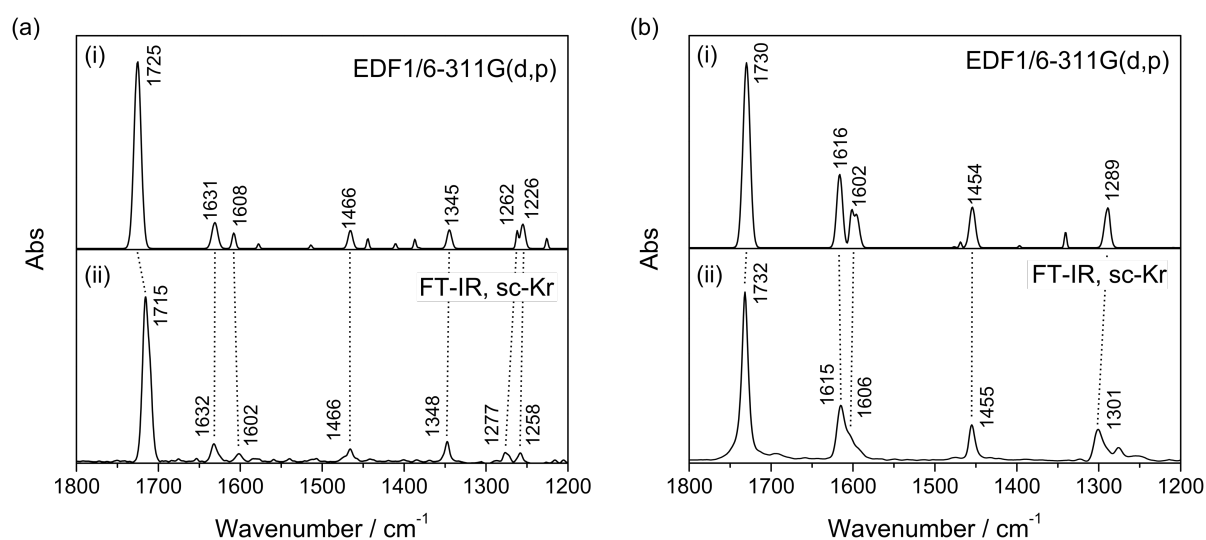 (a)
(i)
EDF1/6-311G(d,p)
1725
1631
1608
1466
1345
1262
1226
(ii)
FT-IR, sc-Kr
1715
1632
1602
1466
1348
1277
1258
Abs
1800 1700 1600 1500 1400 1300 1200
Wavenumber / cm⁻¹
(b)
(i)
EDF1/6-311G(d,p)
1730
1616
1602
1454
1289
(ii)
FT-IR, sc-Kr
1732
1615
1606
1455
1301
Abs
1800 1700 1600 1500 1400 1300 1200
Wavenumber / cm⁻¹